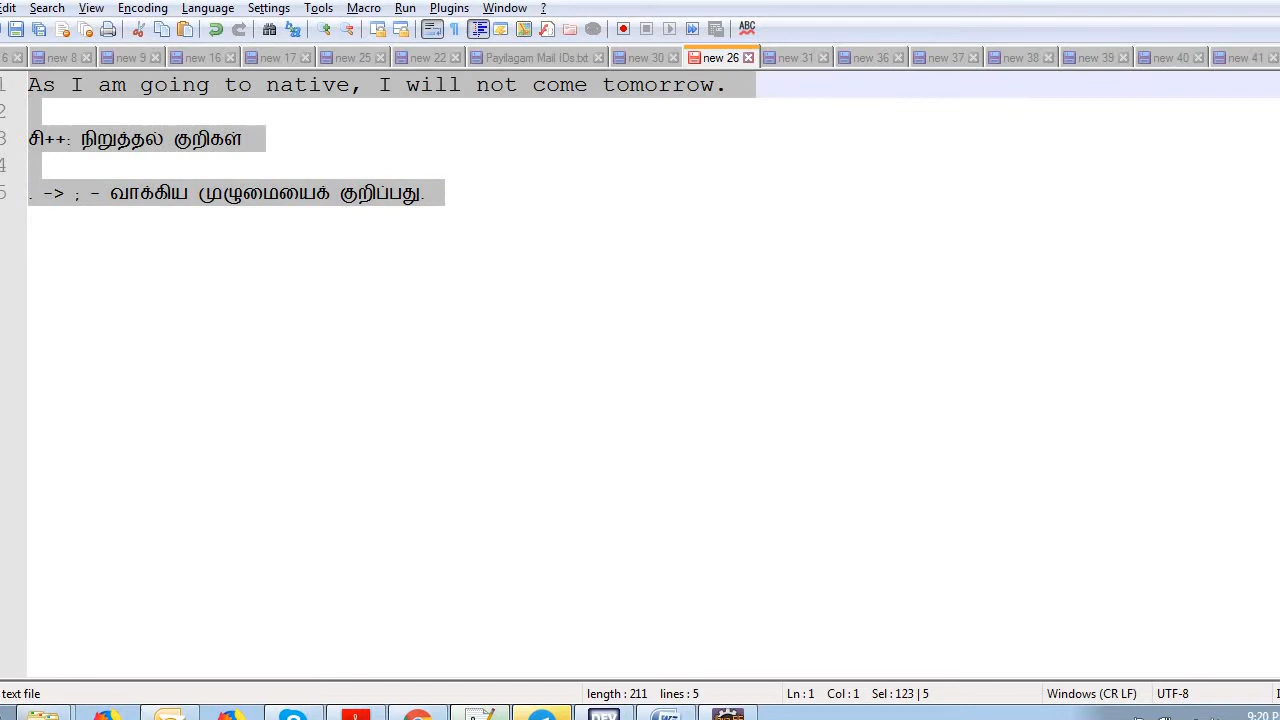 Edit Search View Encoding Language Settings Tools Macro Run Plugins Window ?
6 8 new 9 new 16 new 17 new 25 new 22 Payilagam Mail IDs.txt new 30 new 26 new 31 new 36 new 37 new 38 new 39 new 40 new 41
1 As I am going to native, I will not come tomorrow.
2
3 சி++: நிறுத்தல் குறிகள்
4
5 . -> ; - வாக்கிய முழுமையைக் குறிப்பது.
text file length : 211 lines : 5 Ln : 1 Col : 1 Sel : 123 | 5 Windows (CR LF) UTF-8
9:20